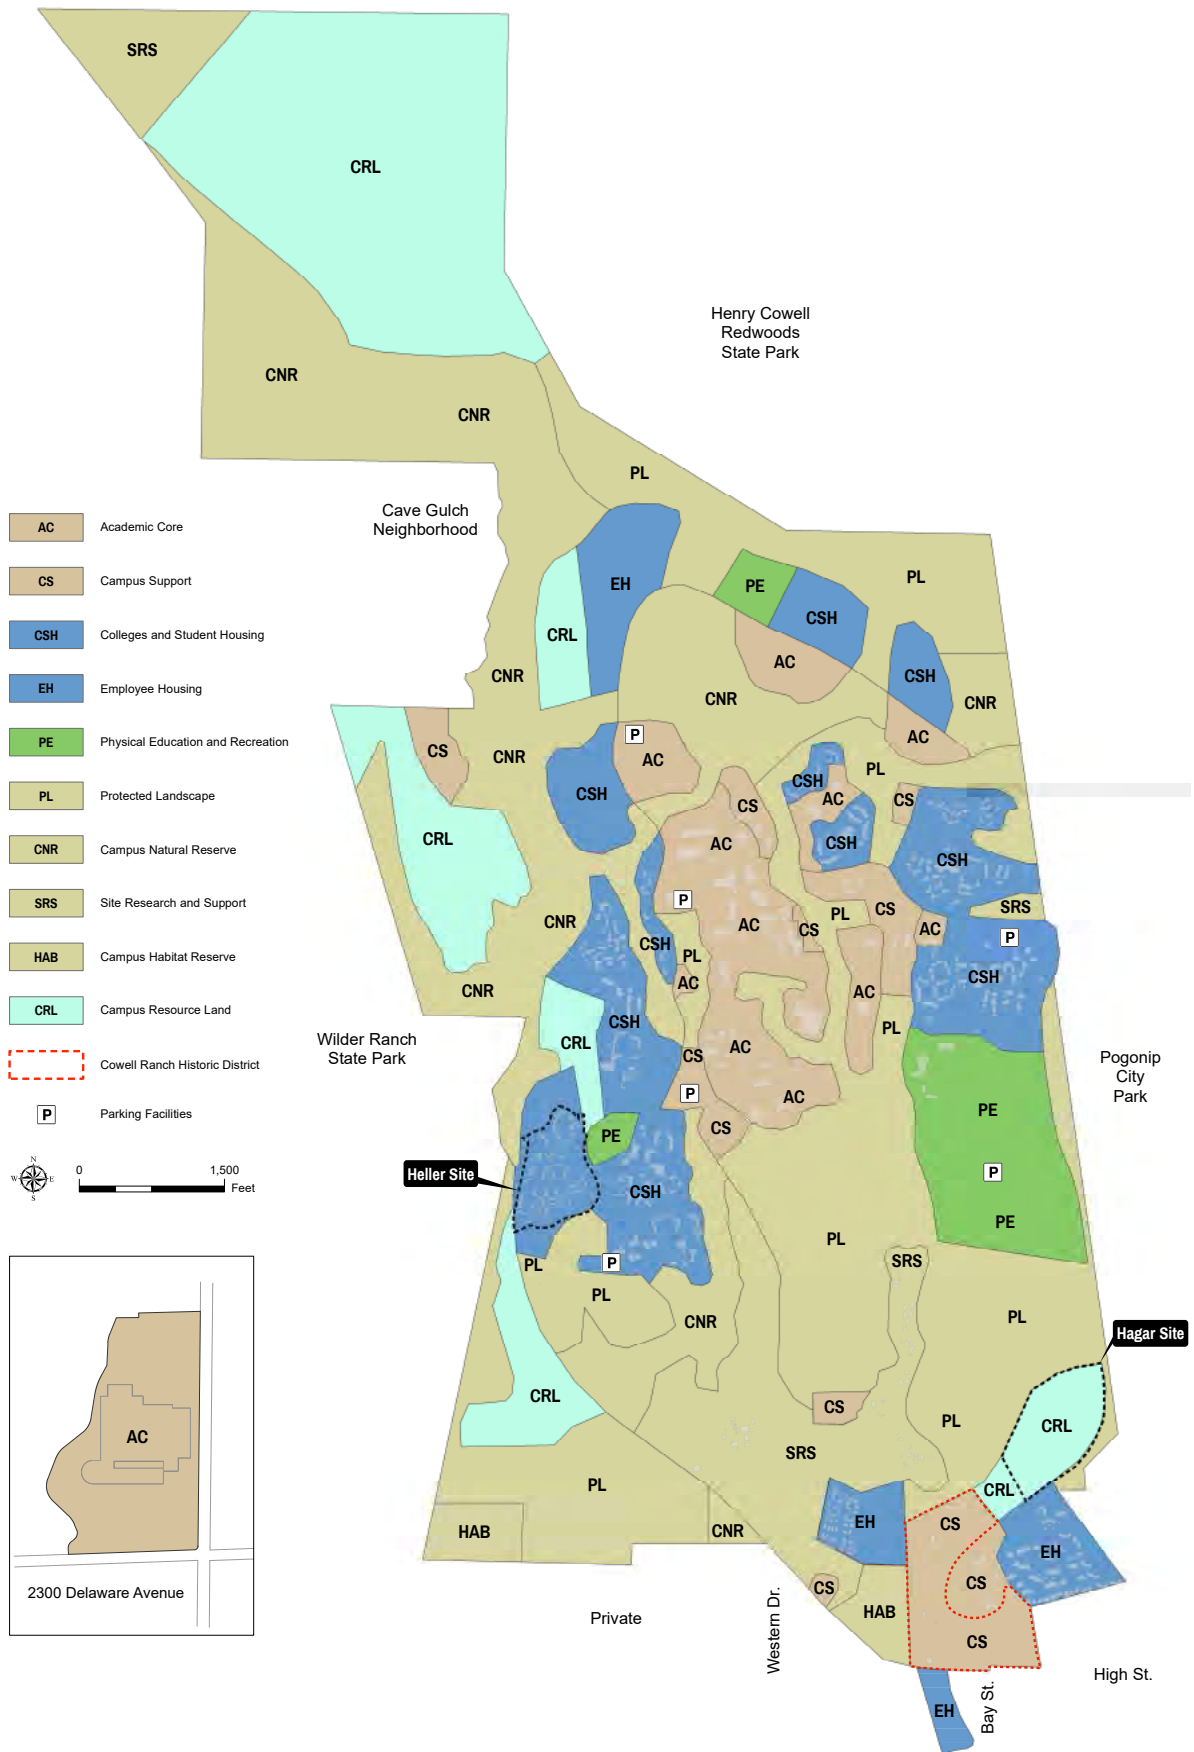 SRS
CRL
Henry Cowell
Redwoods
State Park
CNR
CNR
PL
Cave Gulch
Neighborhood
AC Academic Core
CS Campus Support
CSH Colleges and Student Housing
EH Employee Housing
PE Physical Education and Recreation
PL Protected Landscape
CNR Campus Natural Reserve
SRS Site Research and Support
HAB Campus Habitat Reserve
CRL Campus Resource Land
Cowell Ranch Historic District
P Parking Facilities
N
W E
S
0 1,500
Feet
EH
PE
PL
CSH
CRL
AC
CNR
CSH
CNR
CNR
P
AC
CS
CNR
AC
CSH
PL
CSH
AC
CS
CS
CRL
AC
CSH
CSH
P
CS
SRS
PL
CNR
AC
CS
AC
P
CSH
PL
CSH
AC
CNR
AC
CSH
PL
Wilder Ranch
State Park
CRL
CS
AC
Pogonip
City
Park
P
AC
PE
CS
PE
Heller Site
CSH
P
PE
PL
SRS
PL
P
PL
CNR
PL
Hagar Site
CRL
CS
PL
CRL
SRS
PL
CRL
HAB
CNR
EH
CS
EH
CS
CS
HAB
CS
Private
Western Dr.
Bay St.
High St.
EH
AC
2300 Delaware Avenue